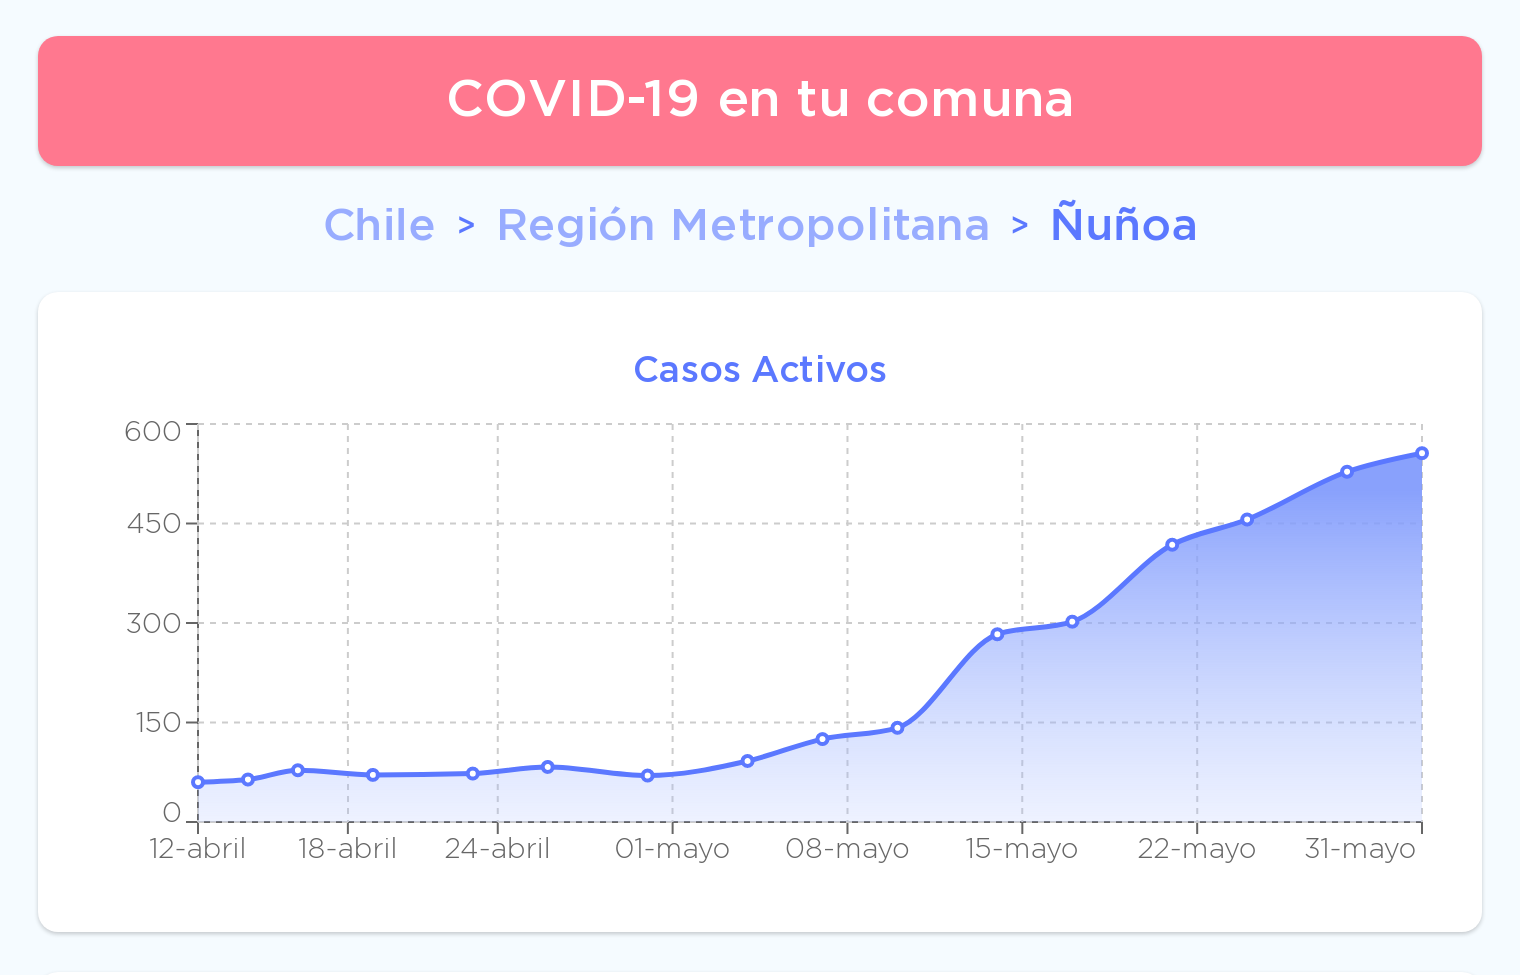 COVID-19 en tu comuna
Chile > Región Metropolitana > Ñuñoa
Casos Activos
600
450
300
150
0
12-abril 18-abril 24-abril 01-mayo 08-mayo 15-mayo 22-mayo 31-mayo